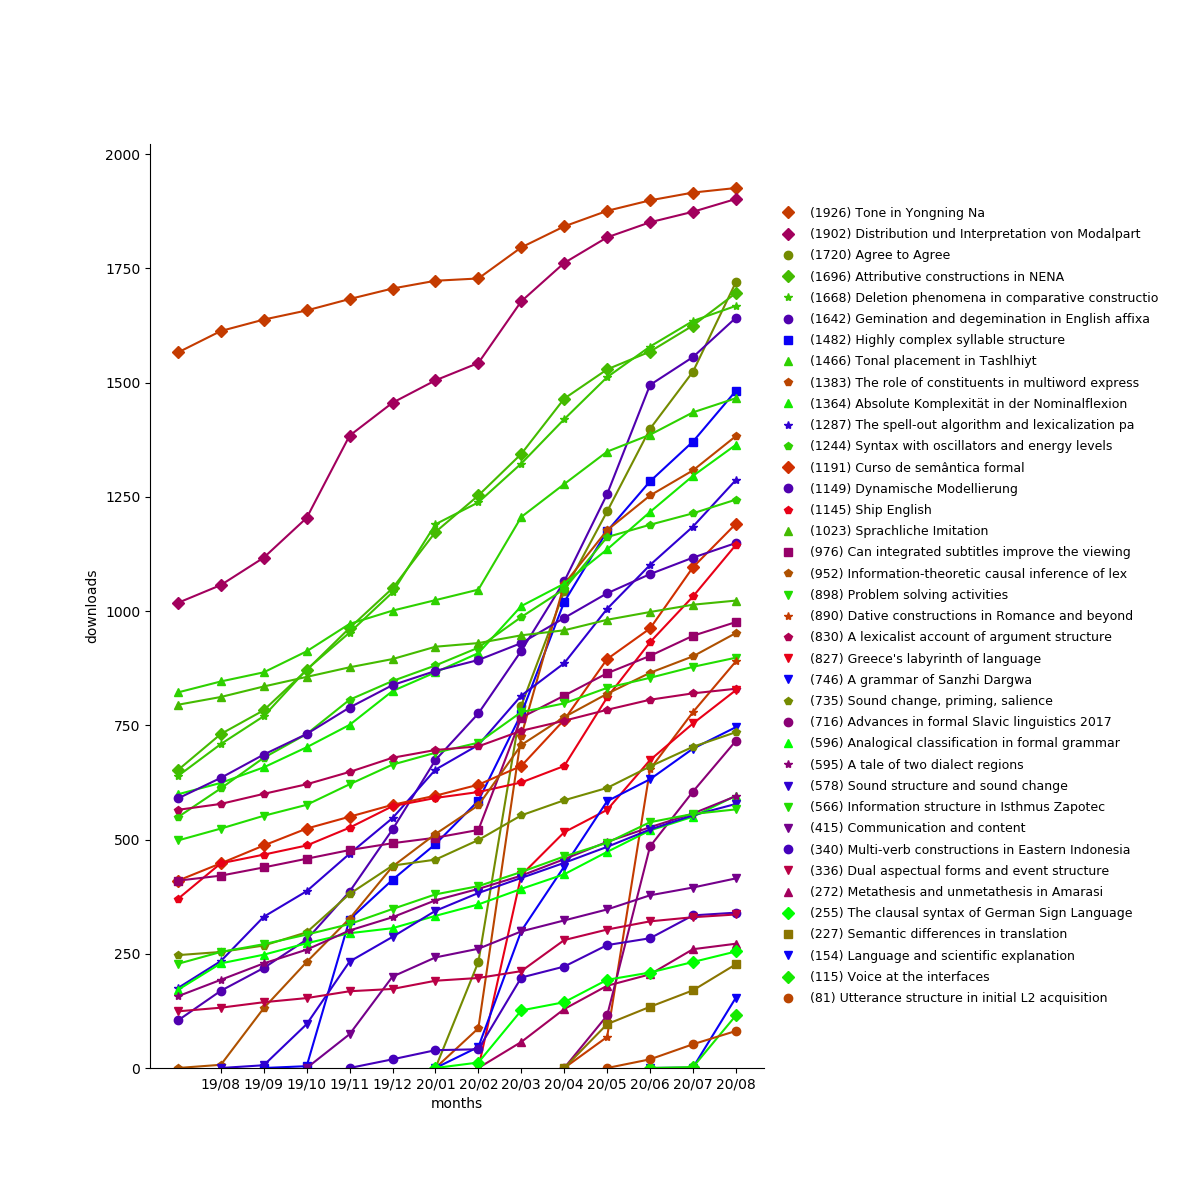 2000
1750
1500
1250
1000
750
500
250
0
downloads
19/08 19/09 19/10 19/11 19/12 20/01 20/02 20/03 20/04 20/05 20/06 20/07 20/08
months
(1926) Tone in Yongning Na
(1902) Distribution und Interpretation von Modalpart
(1720) Agree to Agree
(1696) Attributive constructions in NENA
(1668) Deletion phenomena in comparative constructio
(1642) Gemination and degemination in English affixa
(1482) Highly complex syllable structure
(1466) Tonal placement in Tashlhiyt
(1383) The role of constituents in multiword express
(1364) Absolute Komplexität in der Nominalflexion
(1287) The spell-out algorithm and lexicalization pa
(1244) Syntax with oscillators and energy levels
(1191) Curso de semântica formal
(1149) Dynamische Modellierung
(1145) Ship English
(1023) Sprachliche Imitation
(976) Can integrated subtitles improve the viewing
(952) Information-theoretic causal inference of lex
(898) Problem solving activities
(890) Dative constructions in Romance and beyond
(830) A lexicalist account of argument structure
(827) Greece's labyrinth of language
(746) A grammar of Sanzhi Dargwa
(735) Sound change, priming, salience
(716) Advances in formal Slavic linguistics 2017
(596) Analogical classification in formal grammar
(595) A tale of two dialect regions
(578) Sound structure and sound change
(566) Information structure in Isthmus Zapotec
(415) Communication and content
(340) Multi-verb constructions in Eastern Indonesia
(336) Dual aspectual forms and event structure
(272) Metathesis and unmetathesis in Amarasi
(255) The clausal syntax of German Sign Language
(227) Semantic differences in translation
(154) Language and scientific explanation
(115) Voice at the interfaces
(81) Utterance structure in initial L2 acquisition